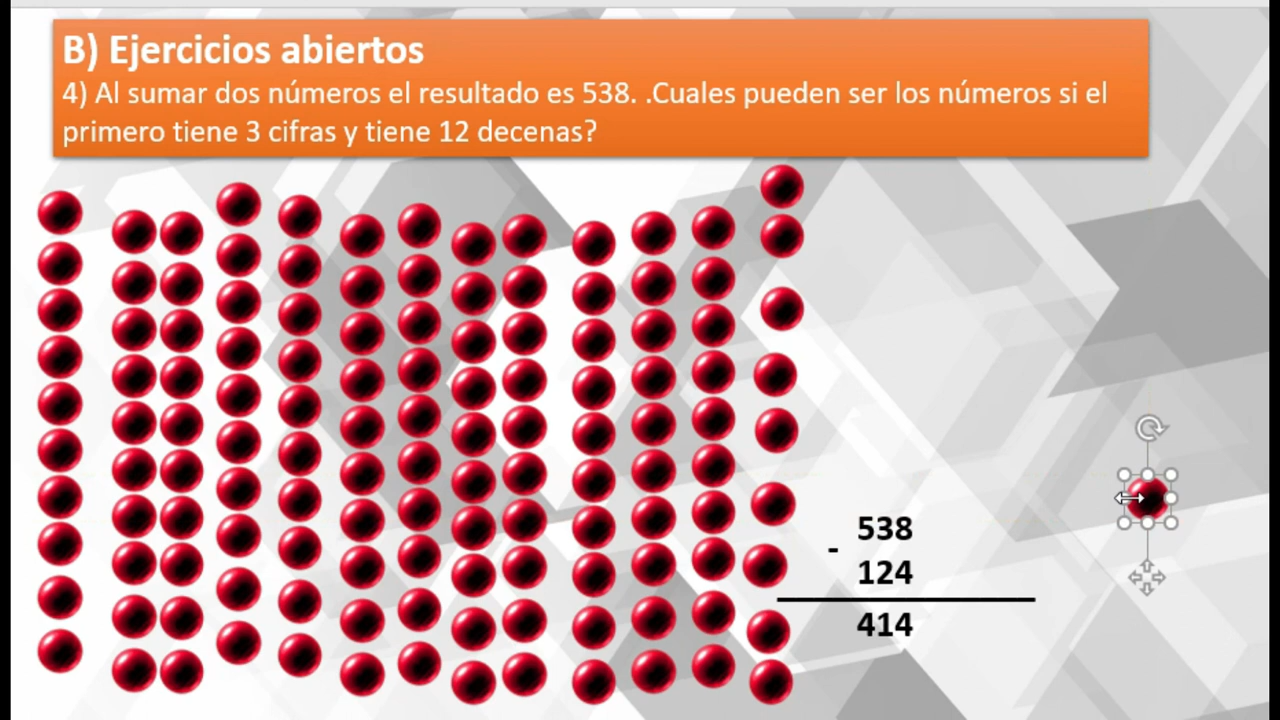 B) Ejercicios abiertos
4) Al sumar dos números el resultado es 538. .Cuales pueden ser los números si el
primero tiene 3 cifras y tiene 12 decenas?
538
-
124
414